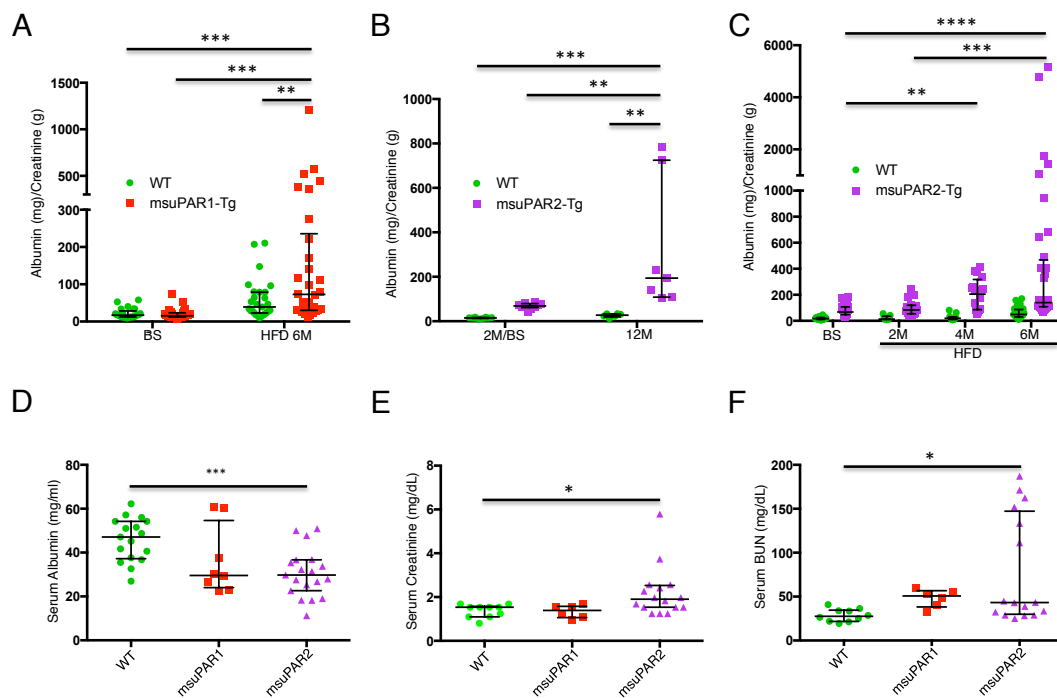 A
***
***
**
1500
1000
500
300
200
100
0
Albumin (mg)/Creatinine (g)
WT
msuPAR1-Tg
BS
HFD 6M
B
***
**
**
1000
800
600
400
200
0
Albumin (mg)/Creatinine (g)
WT
msuPAR2-Tg
2M/BS
12M
C
****
***
**
6000
4000
2000
1000
800
600
400
200
0
Albumin (mg)/Creatinine (g)
WT
msuPAR2-Tg
BS
2M
4M
6M
HFD
D
***
80
60
40
20
0
Serum Albumin (mg/ml)
WT
msuPAR1
msuPAR2
E
*
8
6
4
2
0
Serum Creatinine (mg/dL)
WT
msuPAR1
msuPAR2
F
*
200
150
100
50
0
Serum BUN (mg/dL)
WT
msuPAR1
msuPAR2